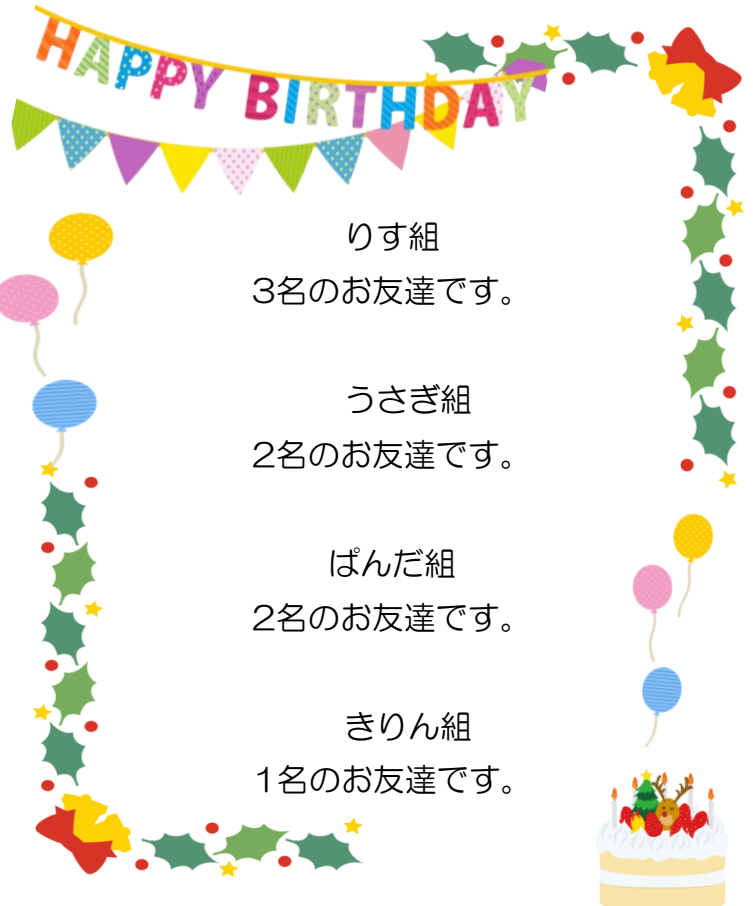 HAPPY BIRTHDAY
りす組
3名のお友達です。
うさぎ組
2名のお友達です。
ぱんだ組
2名のお友達です。
きりん組
1名のお友達です。